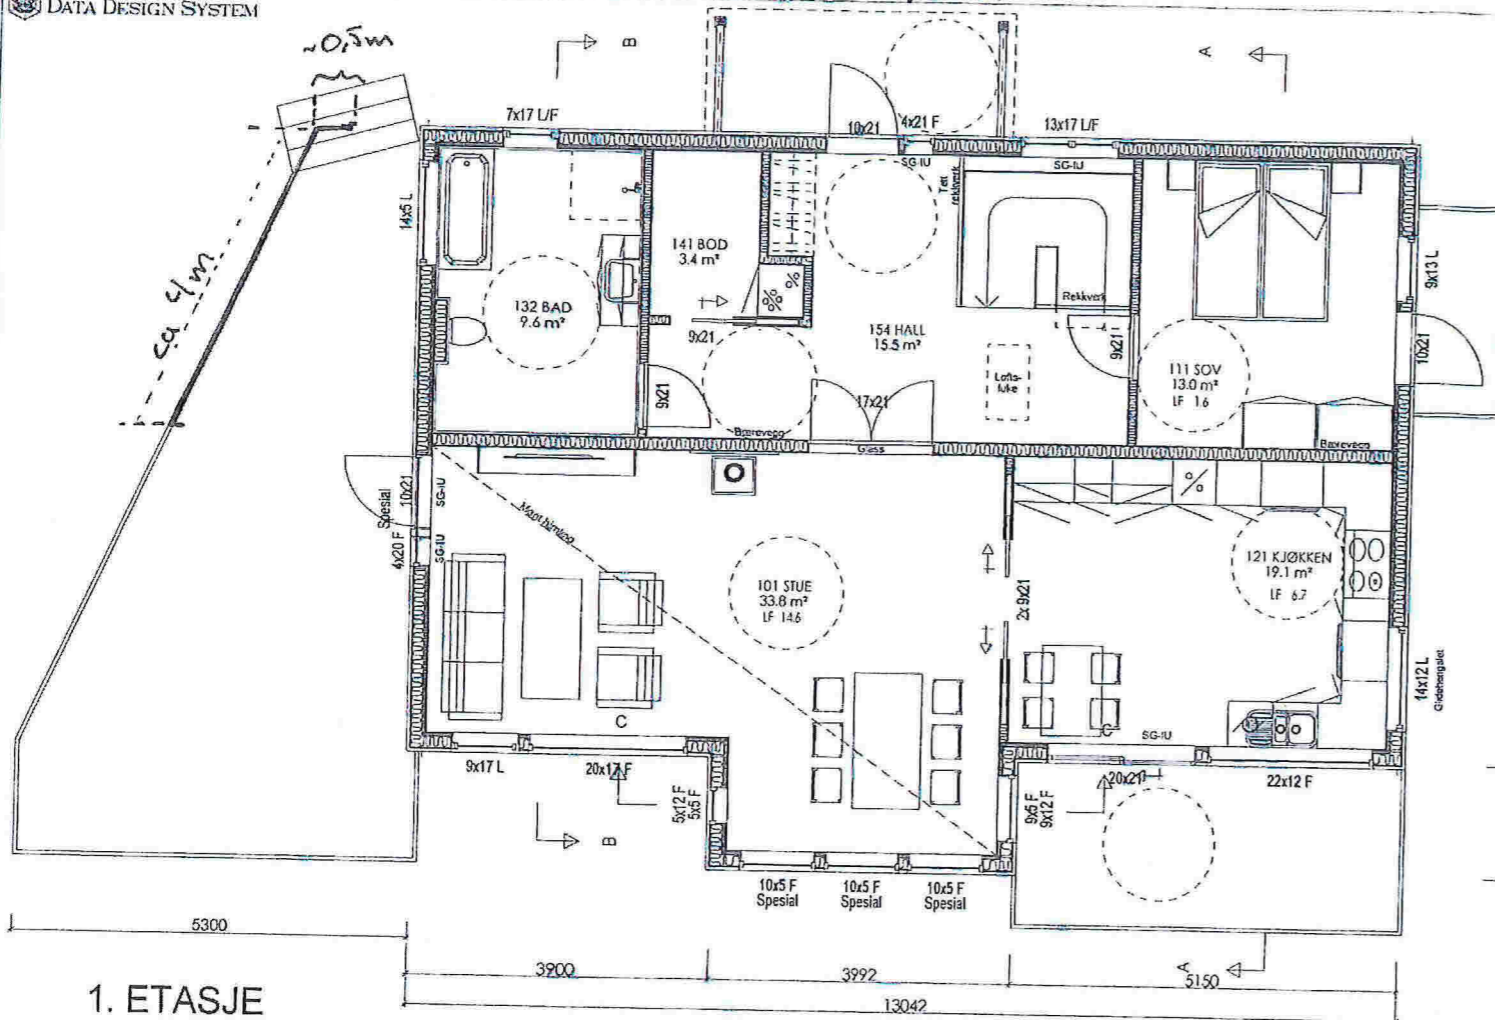 DATA DESIGN SYSTEM
~0,5m
B
A
7x17 L/F
10x21
4x21 F
13x17 L/F
SG-IU
SG-IU
Tett
rekkverk
14x5 L
141 BOD
3.4 m²
ca 4m
132 BAD
9.6 m²
9x21
154 HALL
15.5 m²
Rekkverk
9x21
9x13 L
10x21
111 SOV
13.0 m²
LF 1.6
Lofts-
luke
9x21
17x21
Bærevegg
Glass
Bærevegg
Spesial
10x21
SG-IU
4x20 F
SG-IU
Mønt himling
101 STUE
33.8 m²
LF 14.6
2x 9x21
121 KJØKKEN
19.1 m²
LF 6.7
14x12 L
Sidehengslet
C
C
SG-IU
9x17 L
20x17 F
20x21
22x12 F
5x12 F
5x5 F
9x5 F
9x12 F
B
10x5 F
Spesial
10x5 F
Spesial
10x5 F
Spesial
5300
3900
3992
A
5150
13042
1. ETASJE